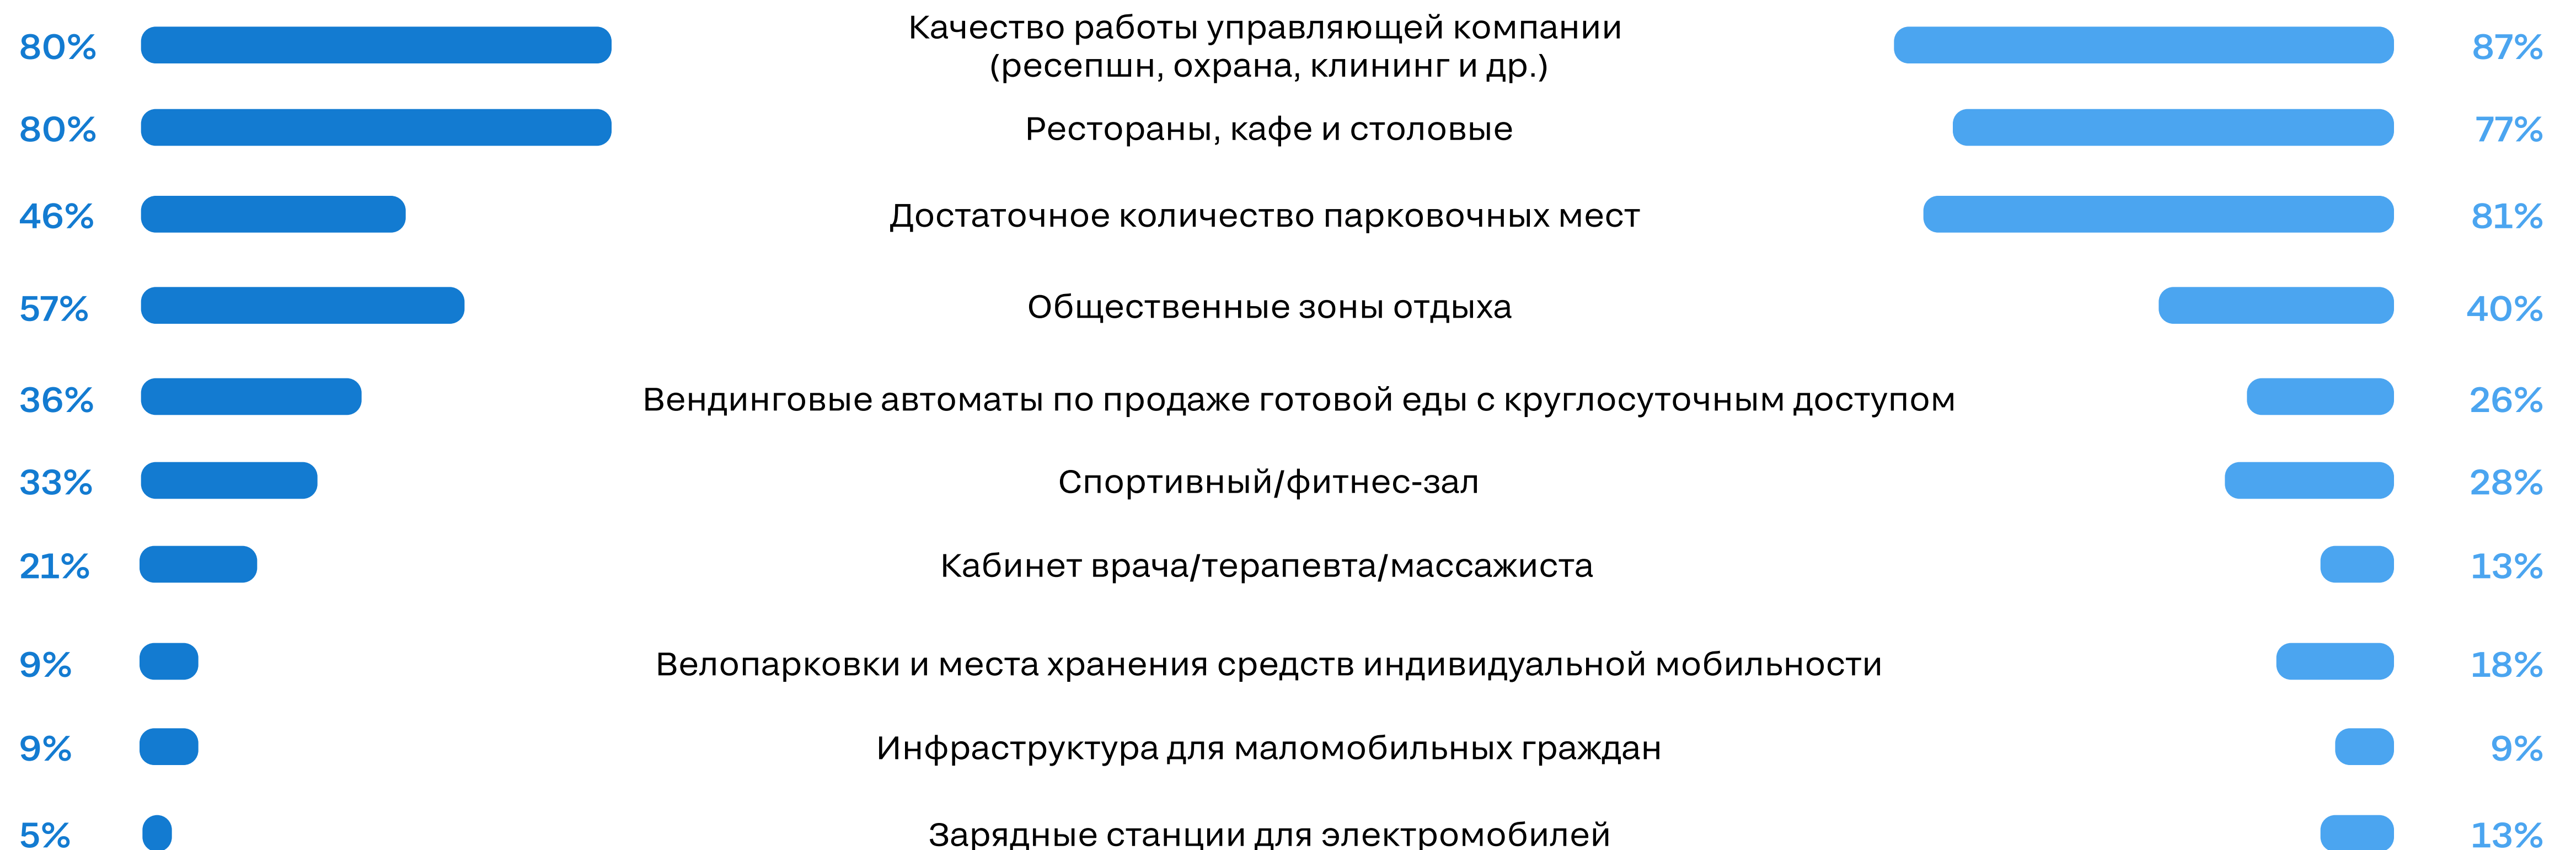 80% Качество работы управляющей компании 87%
(ресепшн, охрана, клининг и др.)
80% Рестораны, кафе и столовые 77%
46% Достаточное количество парковочных мест 81%
57% Общественные зоны отдыха 40%
36% Вендинговые автоматы по продаже готовой еды с круглосуточным доступом 26%
33% Спортивный/фитнес-зал 28%
21% Кабинет врача/терапевта/массажиста 13%
9% Велопарковки и места хранения средств индивидуальной мобильности 18%
9% Инфраструктура для маломобильных граждан 9%
5% Зарядные станции для электромобилей 13%